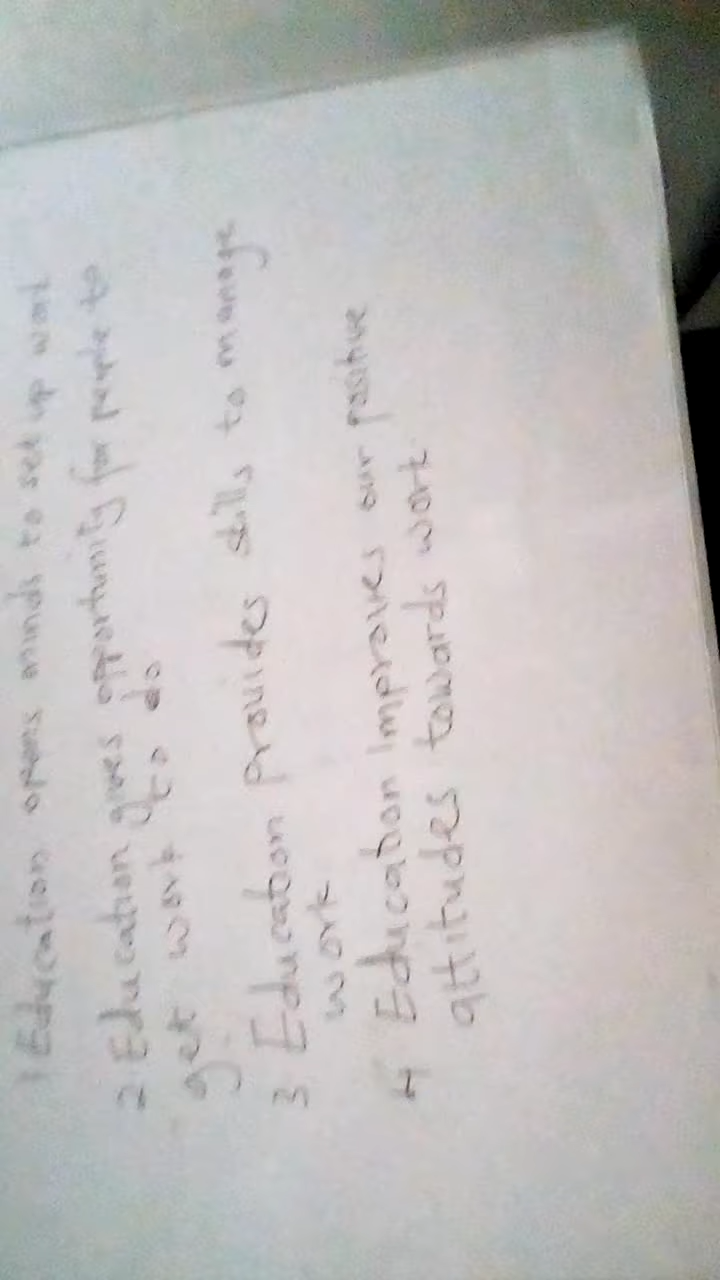 1 Education opens minds to set up work
2 Education gives opportunity for people to
get work to do
3 Education provides skills to manage
work
4 Education improves our positive
attitudes towards work